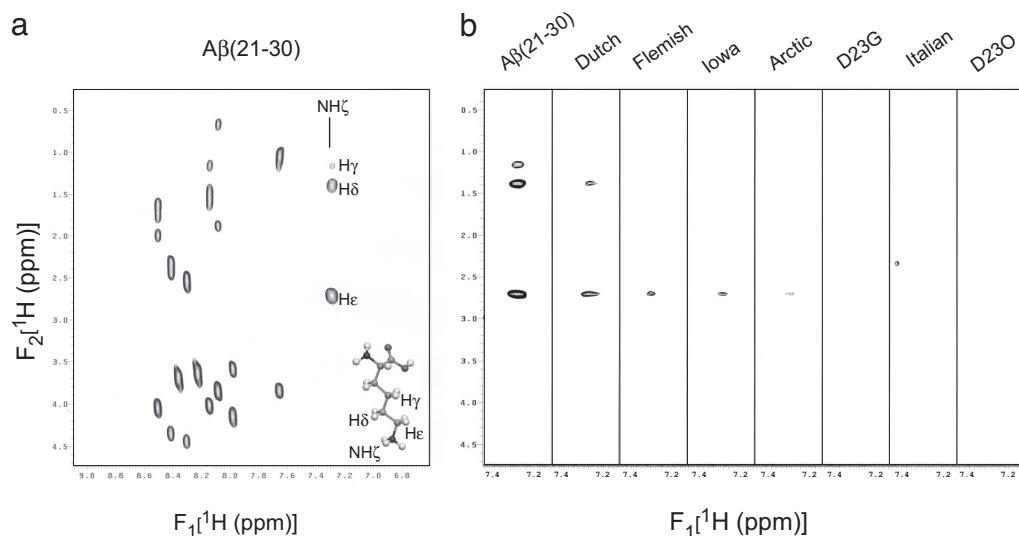 a
Aβ(21-30)
NHζ
Hγ
Hδ
Hε
0.5
1.0
1.5
2.0
2.5
3.0
3.5
4.0
4.5
F2[1H (ppm)]
Hγ
Hδ
Hε
NHζ
9.0 8.8 8.6 8.4 8.2 8.0 7.8 7.6 7.4 7.2 7.0 6.8
F1[1H (ppm)]
b
Aβ(21-30) Dutch Flemish Iowa Arctic D23G Italian D23O
0.5
1.0
1.5
2.0
2.5
3.0
3.5
4.0
4.5
7.4 7.2 7.4 7.2 7.4 7.2 7.4 7.2 7.4 7.2 7.4 7.2 7.4 7.2 7.4 7.2
F1[1H (ppm)]